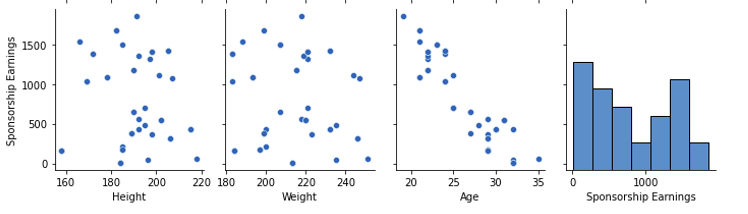 Sponsorship Earnings
1500
1000
500
0
160 180 200 220
Height
180 200 220 240
Weight
20 25 30 35
Age
0 1000
Sponsorship Earnings